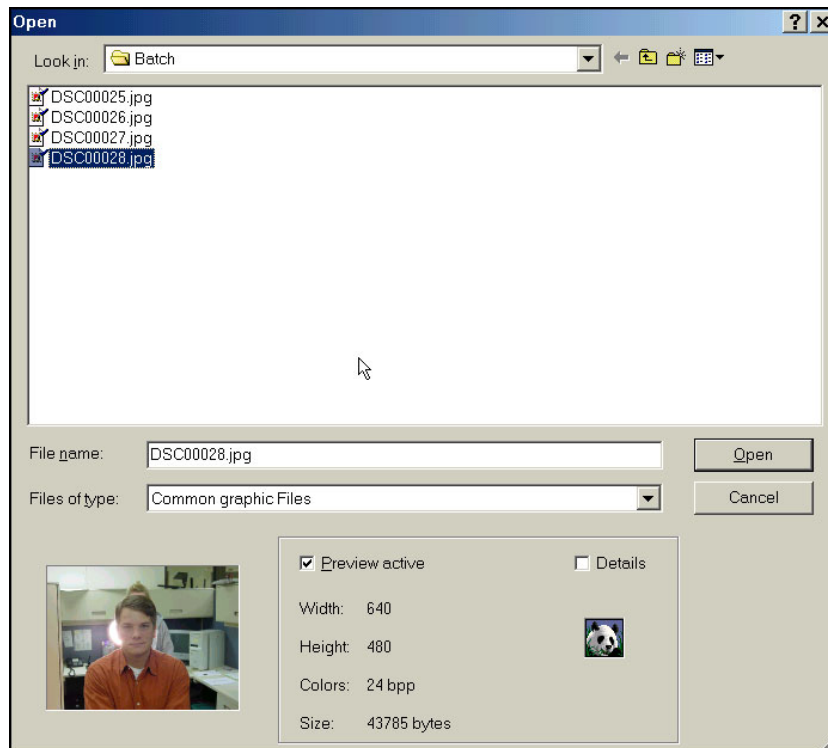 Open
Look in: Batch
DSC00025.jpg
DSC00026.jpg
DSC00027.jpg
DSC00028.jpg
File name: DSC00028.jpg Open
Files of type: Common graphic Files Cancel
Preview active Details
Width: 640
Height: 480
Colors: 24 bpp
Size: 43785 bytes